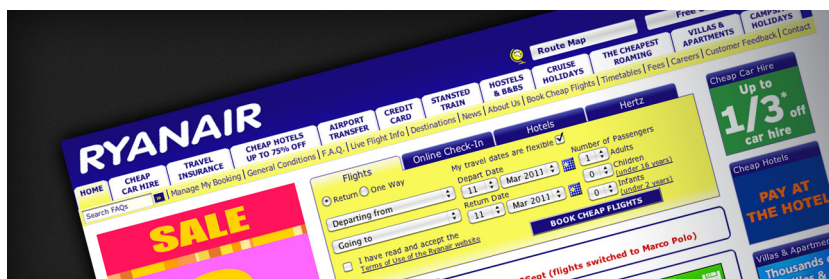 RYANAIR
Route Map
HOME
CHEAP
CAR HIRE
TRAVEL
INSURANCE
CHEAP HOTELS
UP TO 75% OFF
AIRPORT
TRANSFER
CREDIT
CARD
STANSTED
TRAIN
HOSTELS
& B&BS
CRUISE
HOLIDAYS
THE CHEAPEST
ROAMING
VILLAS &
APARTMENTS
HOLIDAYS
Search FAQs
| Manage My Booking | General Conditions | F.A.Q. | Live Flight Info | Destinations | News | About Us | Book Cheap Flights | Timetables | Fees | Careers | Customer Feedback | Contact
Flights
Online Check-In
Hotels
Hertz
Return One Way
My travel dates are flexible
Departing from
Going to
Depart Date
11 Mar 2011
Return Date
11 Mar 2011
Number of Passengers
1 Adults
0 Children
(under 16 years)
0 Infants
(under 2 years)
I have read and accept the
Terms of Use of the Ryanair website
BOOK CHEAP FLIGHTS
SALE
Sept (flights switched to Marco Polo)
Cheap Car Hire
Up to
1/3* off
car hire
Cheap Hotels
PAY AT
THE HOTEL
Villas &
Thousands